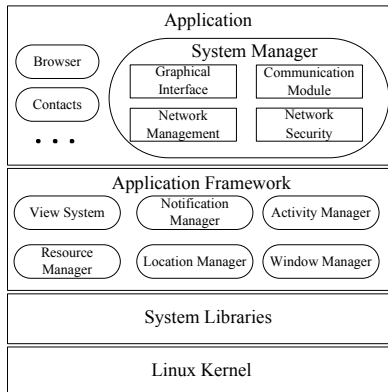 Application
System Manager
Browser
Graphical
Interface
Communication
Module
Contacts
Network
Management
Network
Security
• • •
Application Framework
View System
Notification
Manager
Activity Manager
Resource
Manager
Location Manager
Window Manager
System Libraries
Linux Kernel